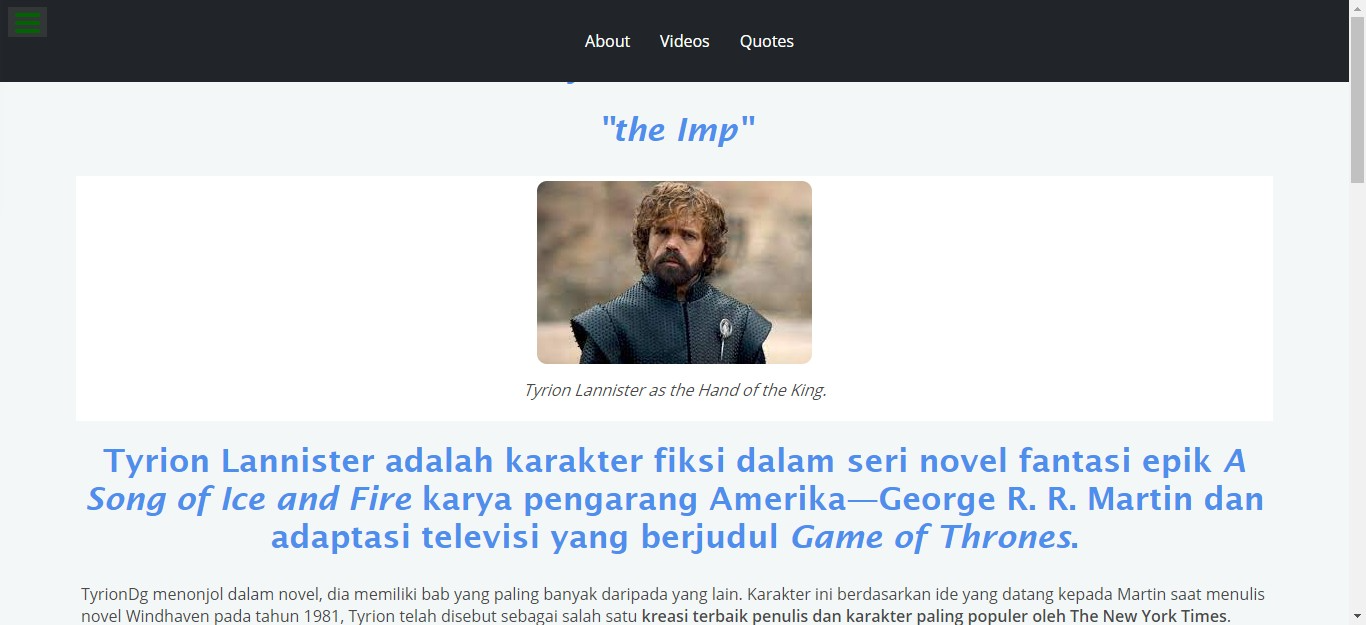 About Videos Quotes
"the Imp"
Tyrion Lannister as the Hand of the King.
Tyrion Lannister adalah karakter fiksi dalam seri novel fantasi epik A
Song of Ice and Fire karya pengarang Amerika—George R. R. Martin dan
adaptasi televisi yang berjudul Game of Thrones.
TyrionDg menonjol dalam novel, dia memiliki bab yang paling banyak daripada yang lain. Karakter ini berdasarkan ide yang datang kepada Martin saat menulis
novel Windhaven pada tahun 1981, Tyrion telah disebut sebagai salah satu kreasi terbaik penulis dan karakter paling populer oleh The New York Times.